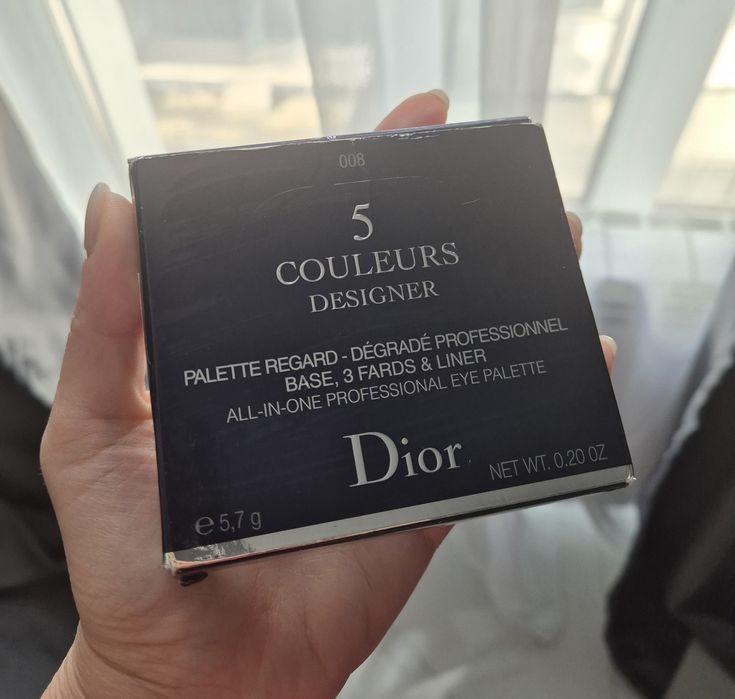 008
5
COULEURS
DESIGNER
PALETTE REGARD - DÉGRADÉ PROFESSIONNEL
BASE, 3 FARDS & LINER
ALL-IN-ONE PROFESSIONAL EYE PALETTE
Dior
NET WT. 0.20 OZ
℮ 5,7 g